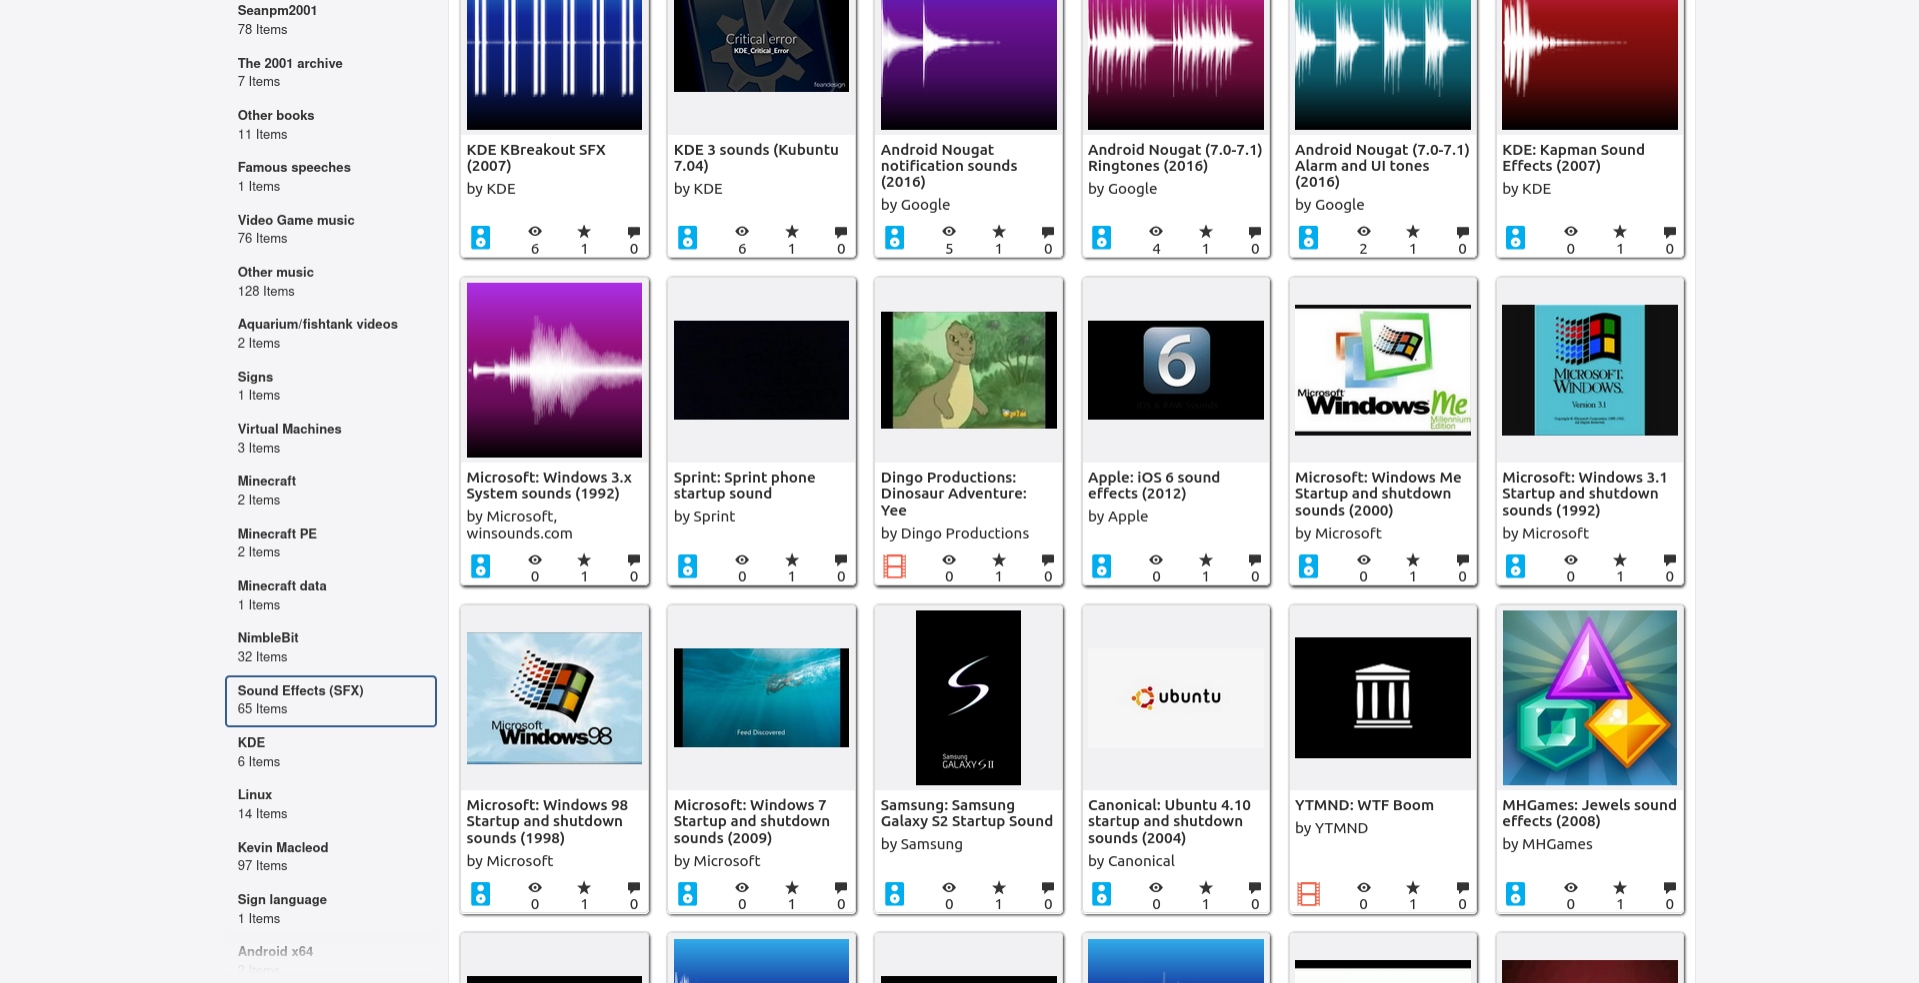 Seanpm2001
78 Items
The 2001 archive
7 Items
Other books
11 Items
Famous speeches
1 Items
Video Game music
76 Items
Other music
128 Items
Aquarium/fishtank videos
2 Items
Signs
1 Items
Virtual Machines
3 Items
Minecraft
2 Items
Minecraft PE
2 Items
Minecraft data
1 Items
NimbleBit
32 Items
Sound Effects (SFX)
65 Items
KDE
6 Items
Linux
14 Items
Kevin Macleod
97 Items
Sign language
1 Items
Android x64
2 Items
KDE KBreakout SFX
(2007)
by KDE
6 1 0
Critical error
KDE_Critical_Error
feandesign
KDE 3 sounds (Kubuntu
7.04)
by KDE
6 1 0
Android Nougat
notification sounds
(2016)
by Google
5 1 0
Android Nougat (7.0-7.1)
Ringtones (2016)
by Google
4 1 0
Android Nougat (7.0-7.1)
Alarm and UI tones
(2016)
by Google
2 1 0
KDE: Kapman Sound
Effects (2007)
by KDE
0 1 0
Microsoft: Windows 3.x
System sounds (1992)
by Microsoft,
winsounds.com
0 1 0
Sprint: Sprint phone
startup sound
by Sprint
0 1 0
Dingo Productions:
Dinosaur Adventure:
Yee
by Dingo Productions
0 1 0
6
iOS 6 RAW Sounds
Apple: iOS 6 sound
effects (2012)
by Apple
0 1 0
Microsoft
Windows Me
Millennium
Edition
Microsoft: Windows Me
Startup and shutdown
sounds (2000)
by Microsoft
0 1 0
MICROSOFT.
WINDOWS.
Version 3.1
Microsoft: Windows 3.1
Startup and shutdown
sounds (1992)
by Microsoft
0 1 0
Microsoft
Windows98
Microsoft: Windows 98
Startup and shutdown
sounds (1998)
by Microsoft
0 1 0
Feed Discovered
Microsoft: Windows 7
Startup and shutdown
sounds (2009)
by Microsoft
0 1 0
S
Samsung
GALAXY S II
Samsung: Samsung
Galaxy S2 Startup Sound
by Samsung
0 1 0
ubuntu
Canonical: Ubuntu 4.10
startup and shutdown
sounds (2004)
by Canonical
0 1 0
YTMND: WTF Boom
by YTMND
0 1 0
MHGames: Jewels sound
effects (2008)
by MHGames
0 1 0